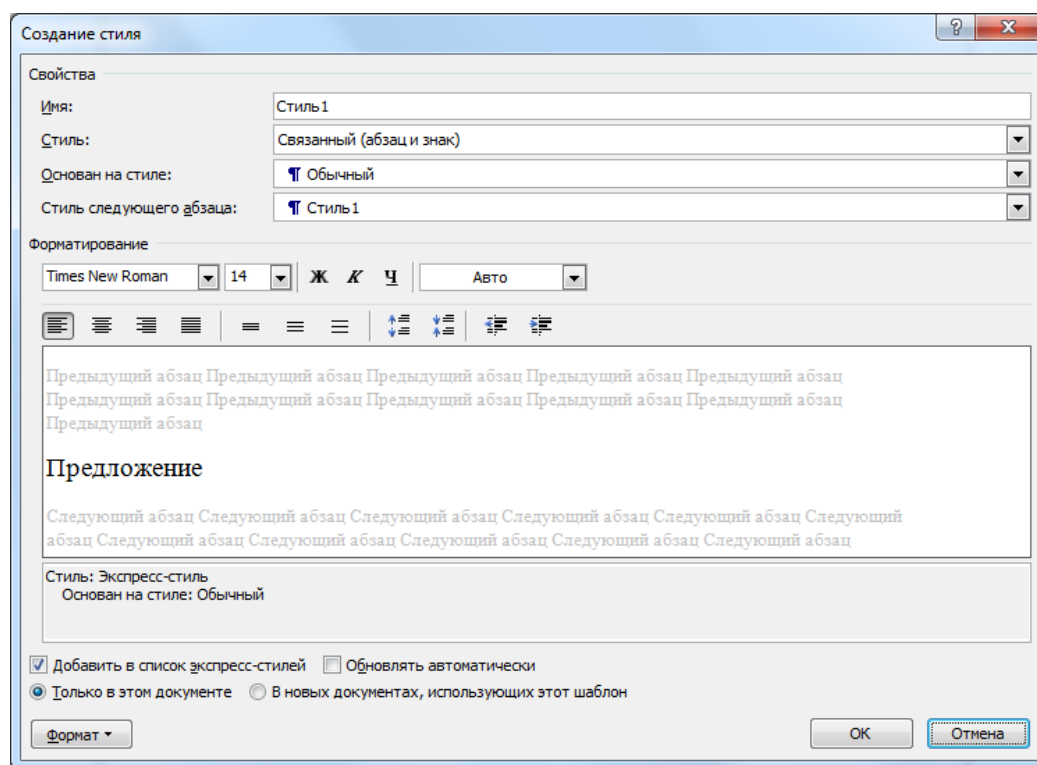 Создание стиля
Свойства
Имя: Стиль1
Стиль: Связанный (абзац и знак)
Основан на стиле: ¶ Обычный
Стиль следующего абзаца: ¶ Стиль1
Форматирование
Times New Roman 14 Ж К Ч Авто
Предыдущий абзац Предыдущий абзац Предыдущий абзац Предыдущий абзац Предыдущий абзац
Предыдущий абзац Предыдущий абзац Предыдущий абзац Предыдущий абзац Предыдущий абзац
Предыдущий абзац
Предложение
Следующий абзац Следующий абзац Следующий абзац Следующий абзац Следующий абзац Следующий
абзац Следующий абзац Следующий абзац Следующий абзац Следующий абзац Следующий абзац
Стиль: Экспресс-стиль
Основан на стиле: Обычный
Добавить в список экспресс-стилей Обновлять автоматически
Только в этом документе В новых документах, использующих этот шаблон
Формат ОК Отмена